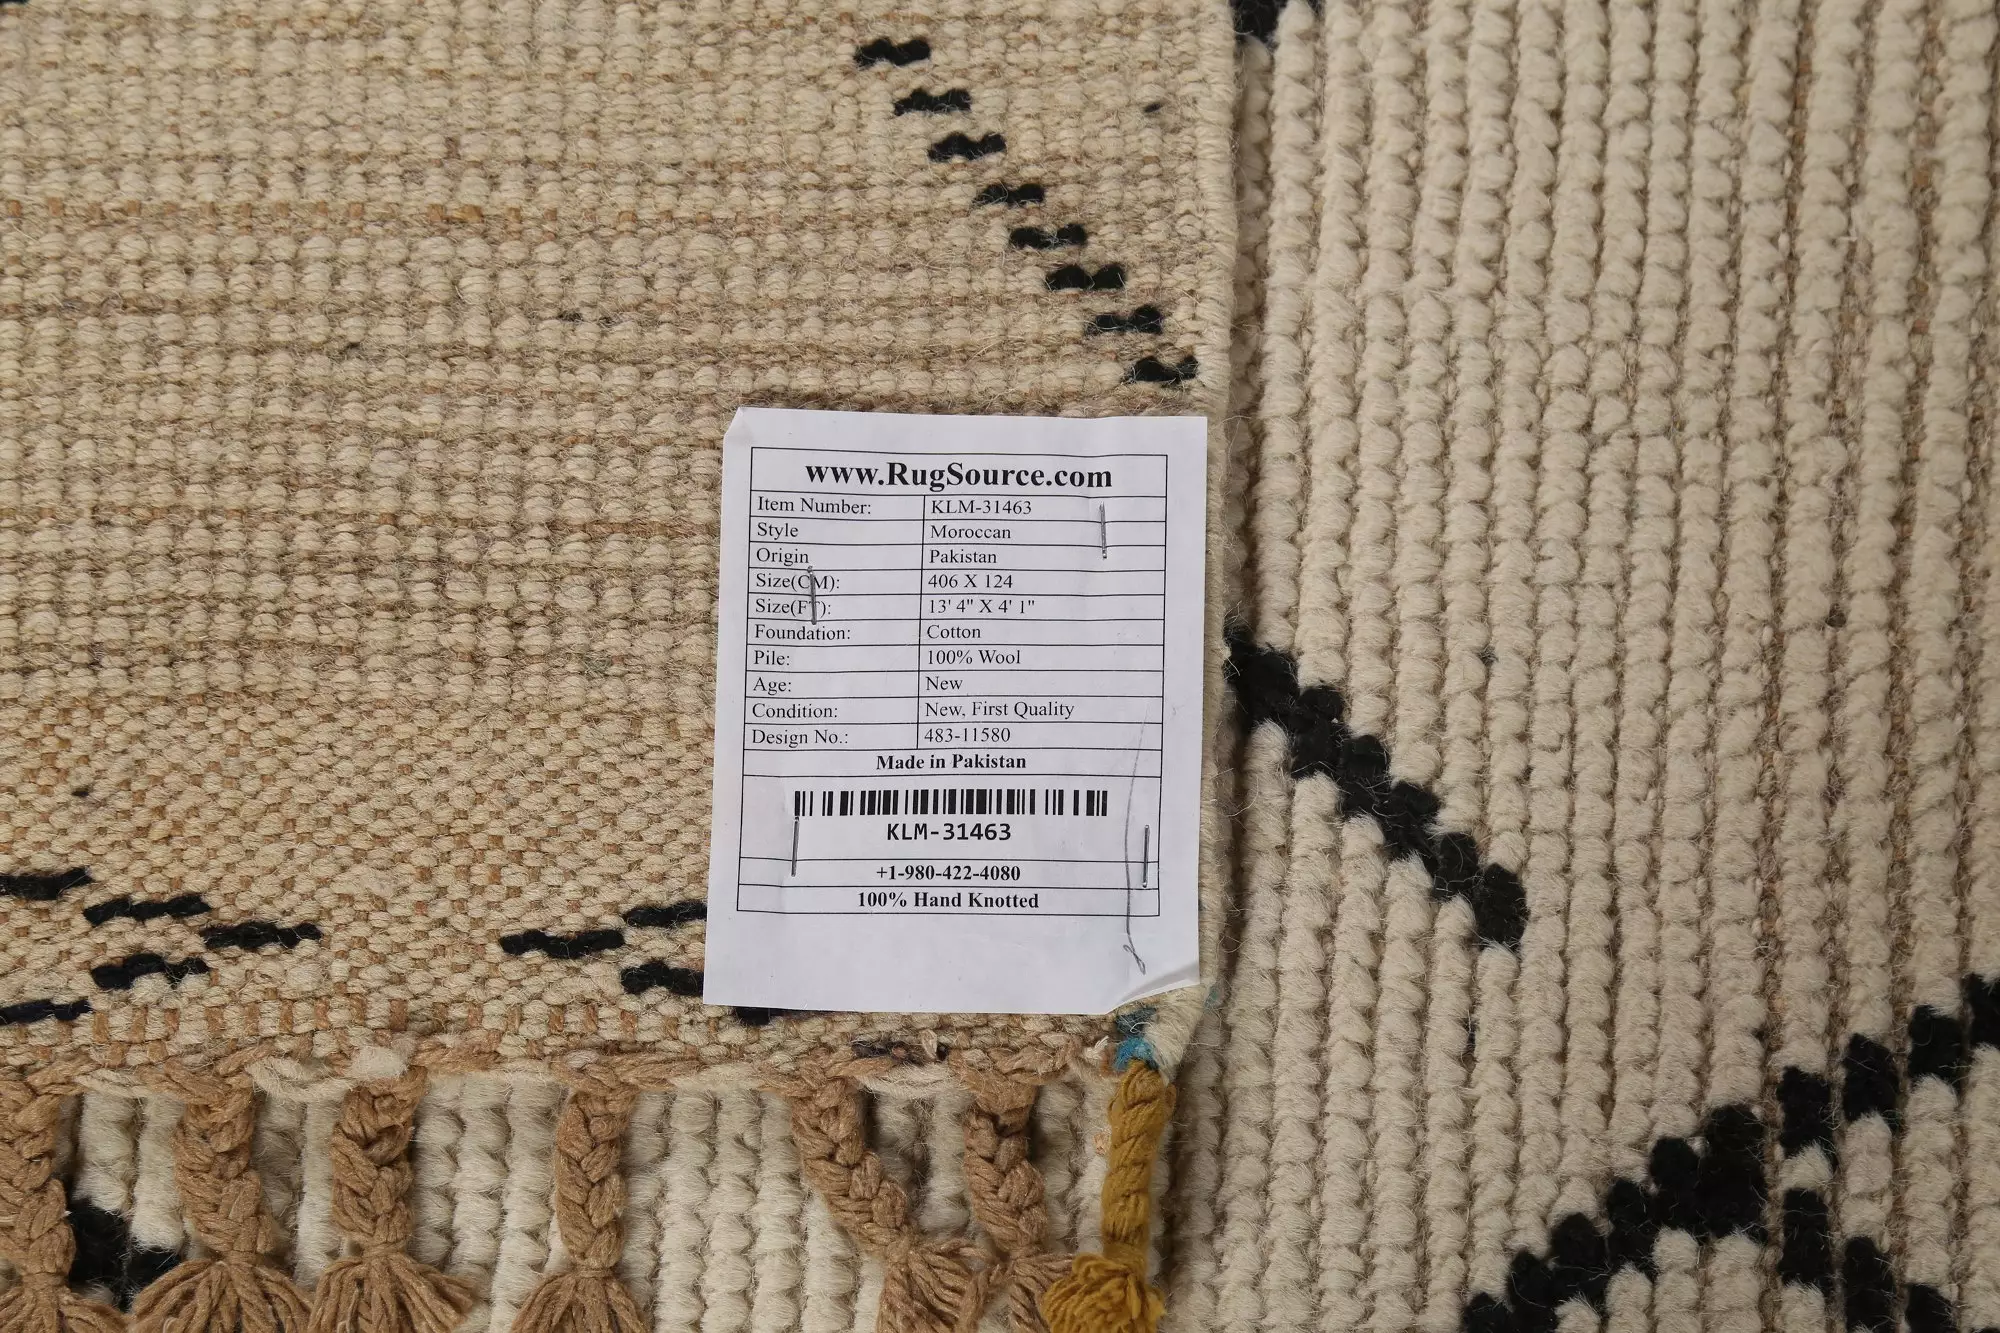 www.RugSource.com
Item Number: KLM-31463
Style Moroccan
Origin Pakistan
Size(CM): 406 X 124
Size(FT): 13' 4" X 4' 1"
Foundation: Cotton
Pile: 100% Wool
Age: New
Condition: New, First Quality
Design No.: 483-11580
Made in Pakistan
KLM-31463
+1-980-422-4080
100% Hand Knotted